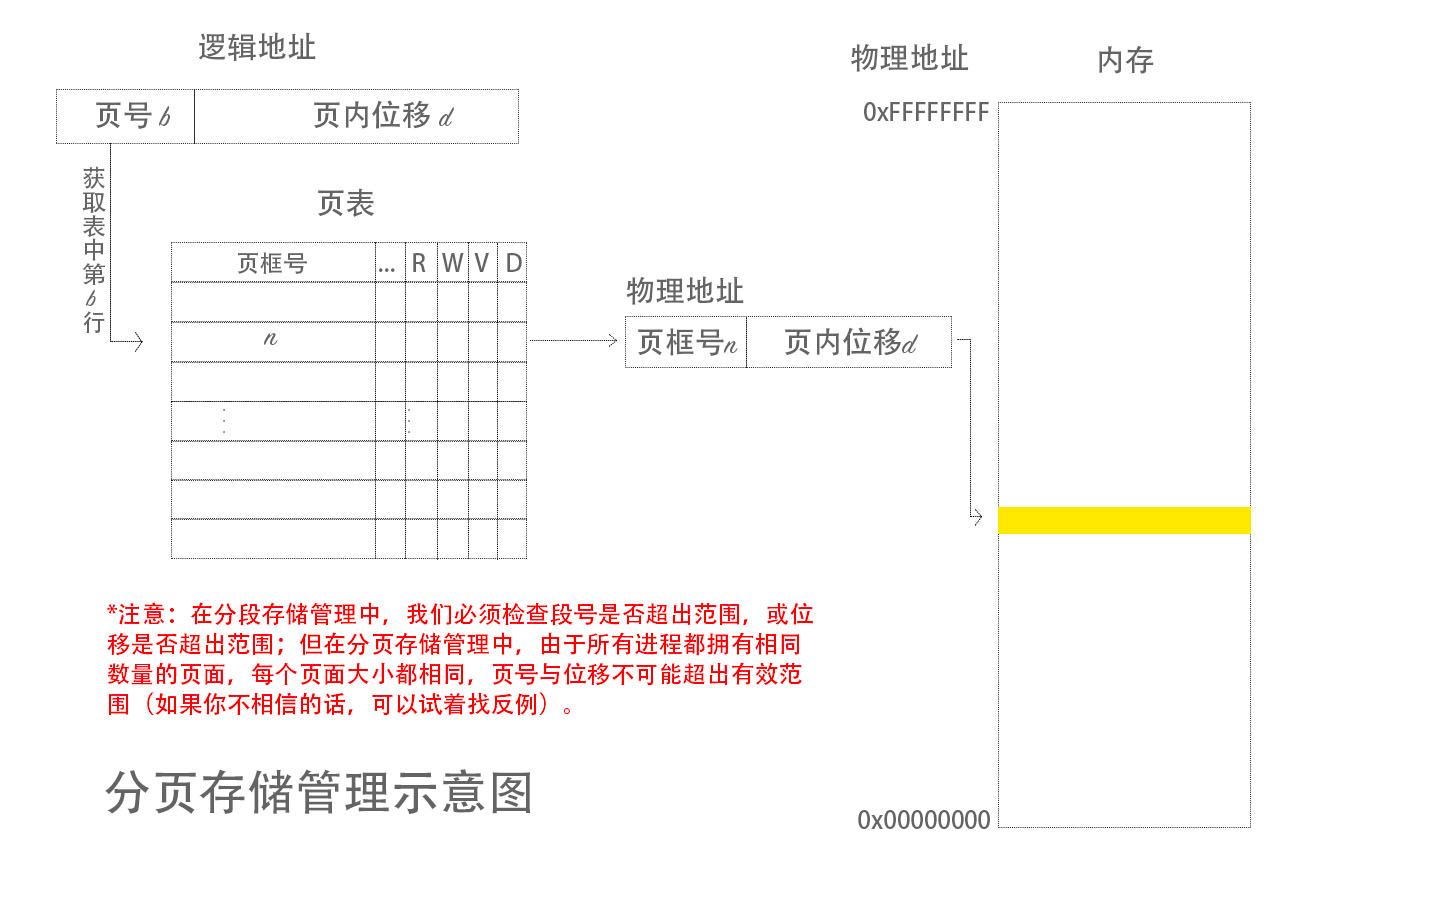 逻辑地址
物理地址
内存
页号 b
页内位移 d
0xFFFFFFFF
获取表中第b行
页表
页框号 ... R W V D
n
物理地址
页框号n
页内位移d
*注意：在分段存储管理中，我们必须检查段号是否超出范围，或位
移是否超出范围；但在分页存储管理中，由于所有进程都拥有相同
数量的页面，每个页面大小都相同，页号与位移不可能超出有效范
围（如果你不相信的话，可以试着找反例）。
分页存储管理示意图
0x00000000